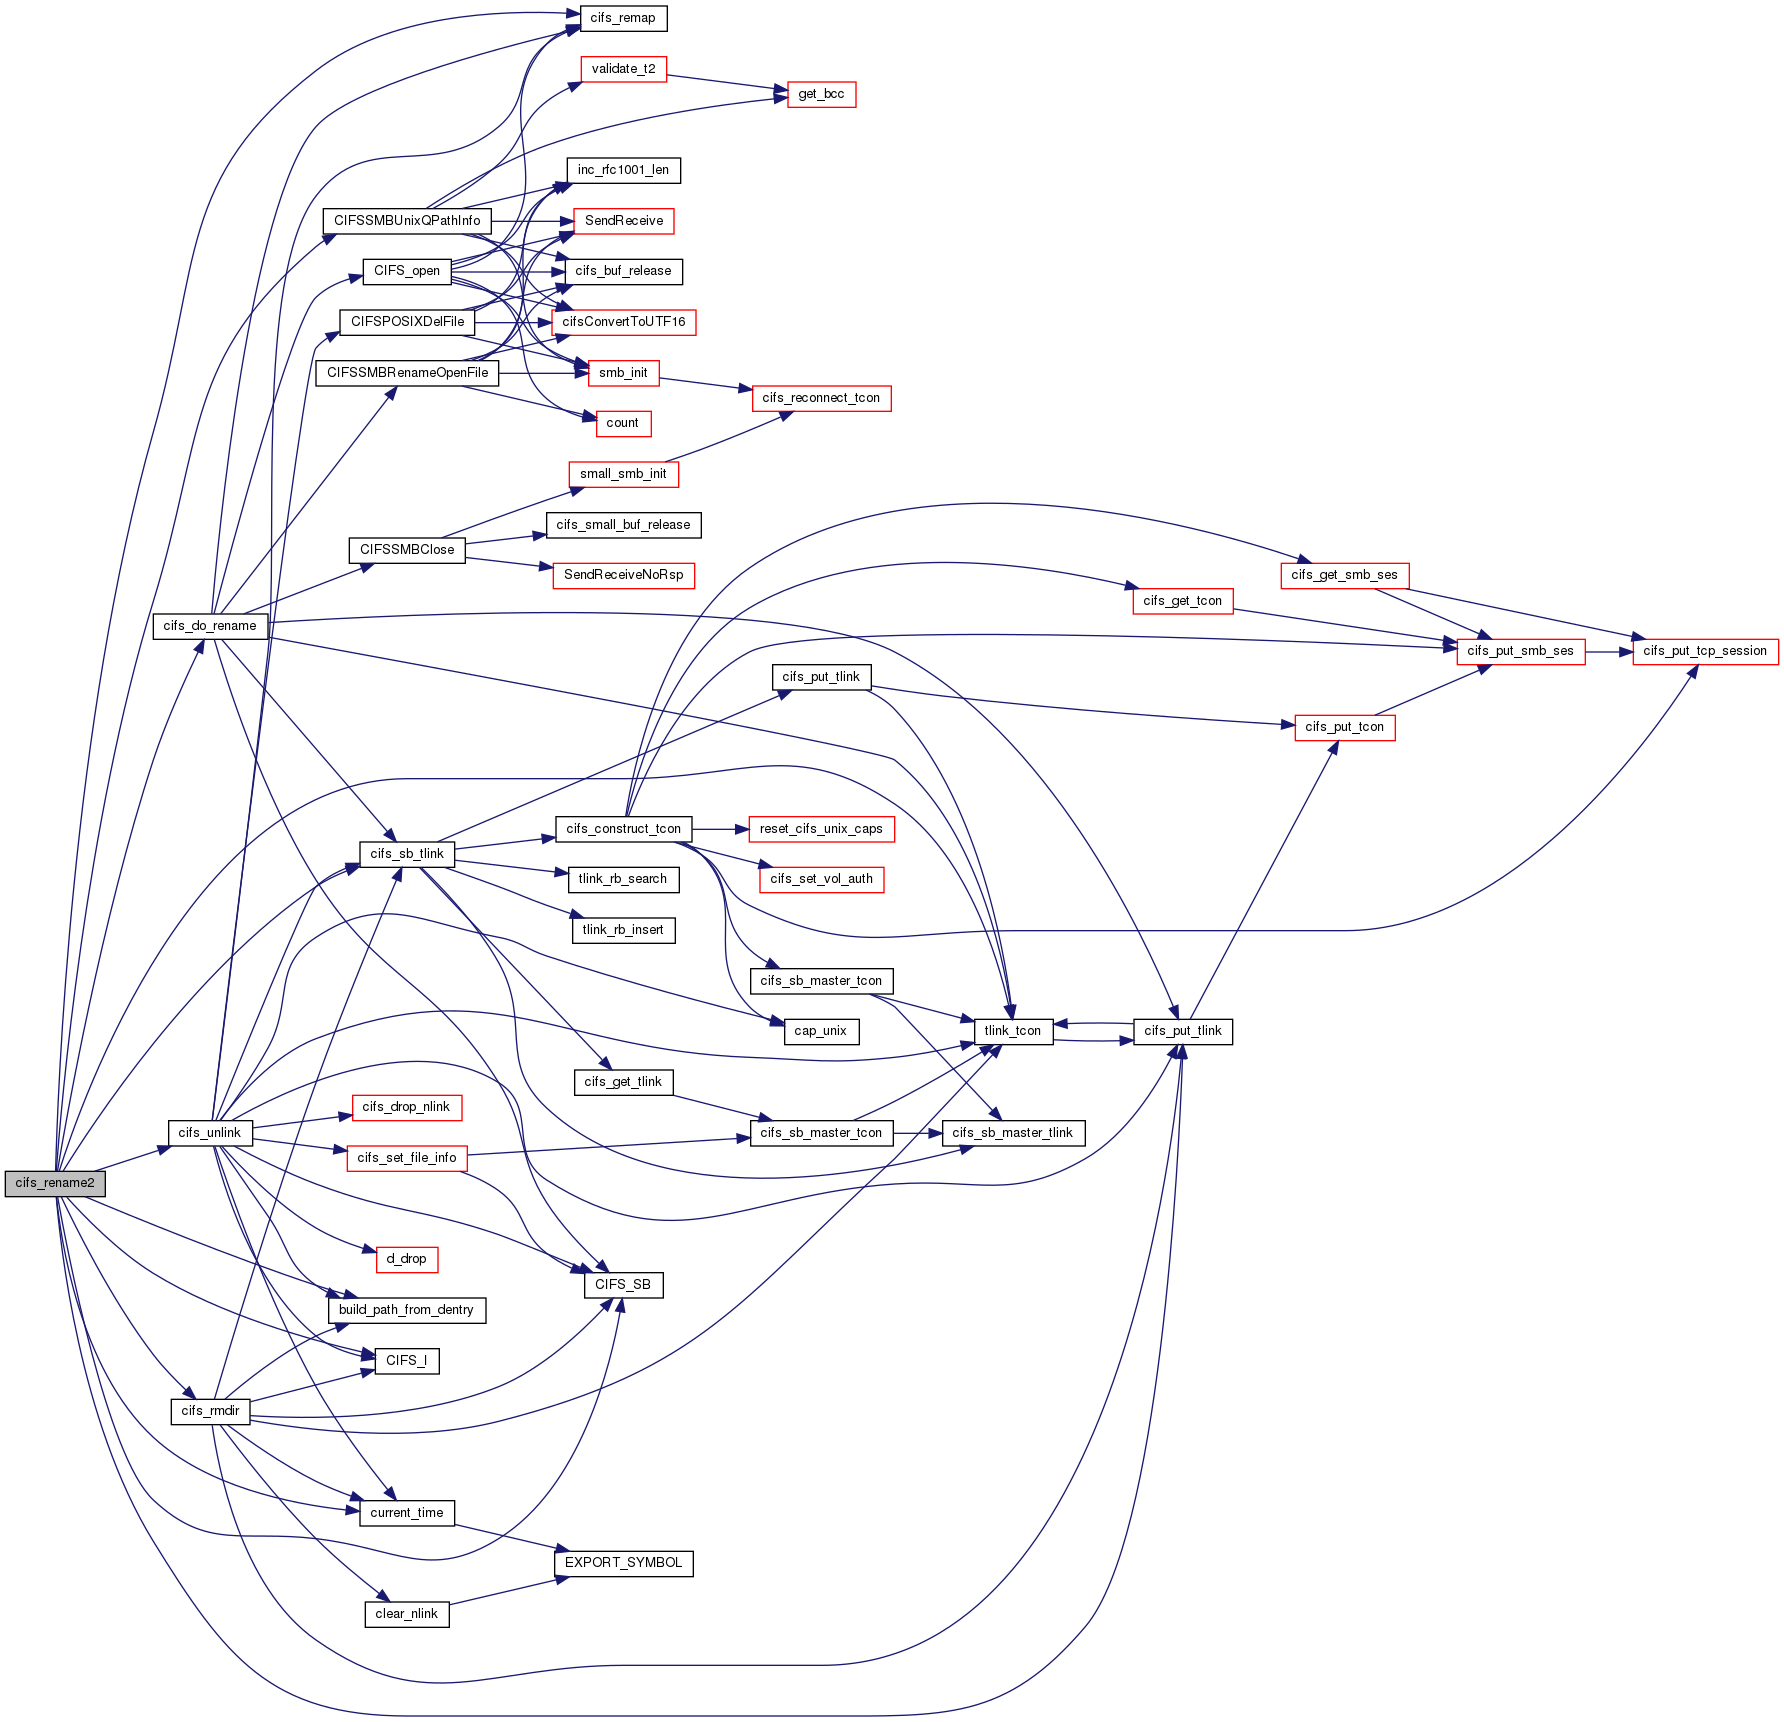 cifs_remap
validate_t2
get_bcc
inc_rfc1001_len
CIFSSMBUnixQPathInfo
SendReceive
CIFS_open
cifs_buf_release
CIFSPOSIXDelFile
cifsConvertToUTF16
CIFSSMBRenameOpenFile
smb_init
cifs_reconnect_tcon
count
small_smb_init
cifs_small_buf_release
CIFSSMBClose
SendReceiveNoRsp
cifs_get_smb_ses
cifs_get_tcon
cifs_do_rename
cifs_put_smb_ses
cifs_put_tcp_session
cifs_put_tlink
cifs_put_tcon
cifs_construct_tcon
reset_cifs_unix_caps
cifs_sb_tlink
tlink_rb_search
cifs_set_vol_auth
tlink_rb_insert
cifs_sb_master_tcon
cap_unix
tlink_tcon
cifs_put_tlink
cifs_get_tlink
cifs_drop_nlink
cifs_unlink
cifs_sb_master_tcon
cifs_sb_master_tlink
cifs_set_file_info
cifs_rename2
d_drop
CIFS_SB
build_path_from_dentry
CIFS_I
cifs_rmdir
current_time
EXPORT_SYMBOL
clear_nlink